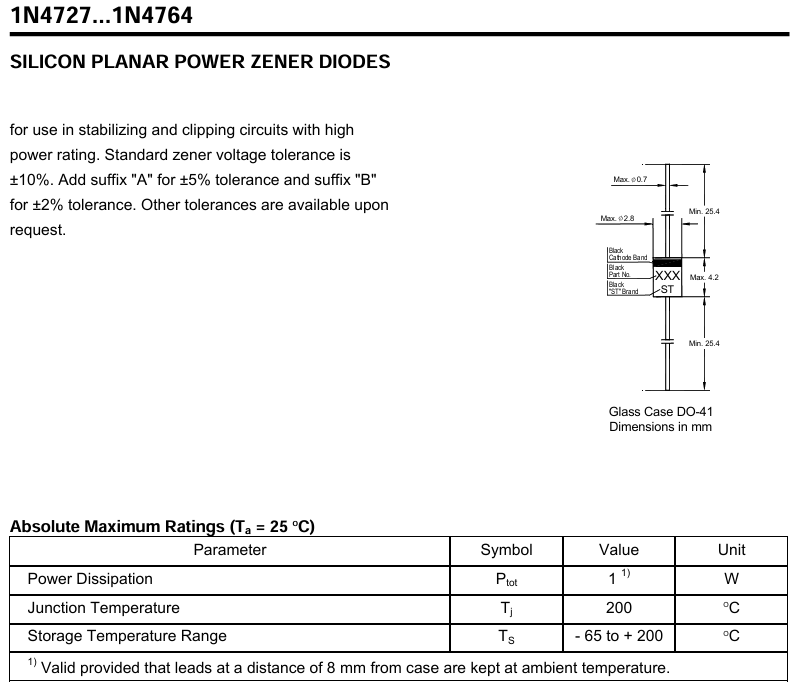 1N4727...1N4764
SILICON PLANAR POWER ZENER DIODES
for use in stabilizing and clipping circuits with high
power rating. Standard zener voltage tolerance is
±10%. Add suffix "A" for ±5% tolerance and suffix "B"
for ±2% tolerance. Other tolerances are available upon
request.
Max. ∅0.7
Min. 25.4
Max. ∅2.8
Black
Cathode Band
Black
Part No.
Black
"ST" Brand
XXX
ST
Max. 4.2
Min. 25.4
Glass Case DO-41
Dimensions in mm
Absolute Maximum Ratings (Ta = 25 °C)
Parameter Symbol Value Unit
Power Dissipation Ptot 1 1) W
Junction Temperature Tj 200 °C
Storage Temperature Range TS - 65 to + 200 °C
1) Valid provided that leads at a distance of 8 mm from case are kept at ambient temperature.